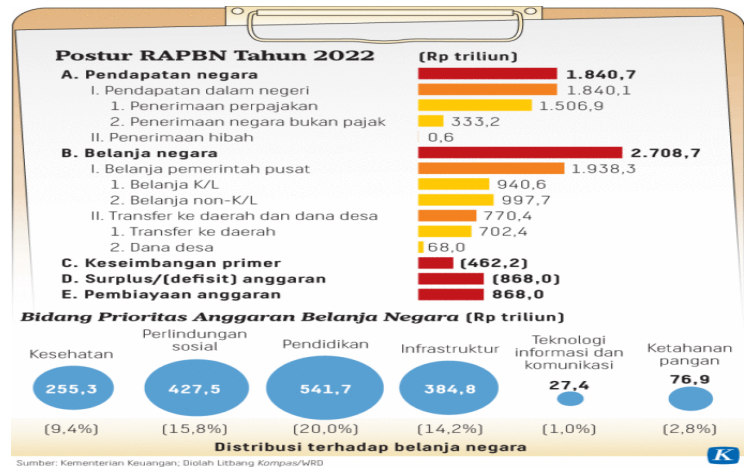 Postur RAPBN Tahun 2022 (Rp triliun)
A. Pendapatan negara 1.840,7
I. Pendapatan dalam negeri 1.840,1
1. Penerimaan perpajakan 1.506,9
2. Penerimaan negara bukan pajak 333,2
II. Penerimaan hibah 0,6
B. Belanja negara 2.708,7
I. Belanja pemerintah pusat 1.938,3
1. Belanja K/L 940,6
2. Belanja non-K/L 997,7
II. Transfer ke daerah dan dana desa 770,4
1. Transfer ke daerah 702,4
2. Dana desa 68,0
C. Keseimbangan primer (462,2)
D. Surplus/(defisit) anggaran (868,0)
E. Pembiayaan anggaran 868,0
Bidang Prioritas Anggaran Belanja Negara (Rp triliun)
Kesehatan
255,3
(9,4%)
Perlindungan
sosial
427,5
(15,8%)
Pendidikan
541,7
(20,0%)
Infrastruktur
384,8
(14,2%)
Teknologi
informasi dan
komunikasi
27,4
(1,0%)
Ketahanan
pangan
76,9
(2,8%)
Distribusi terhadap belanja negara
Sumber: Kementerian Keuangan; Diolah Litbang Kompas/WRD
K